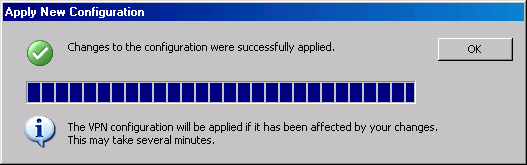 Apply New Configuration
Changes to the configuration were successfully applied.
OK
The VPN configuration will be applied if it has been affected by your changes.
This may take several minutes.